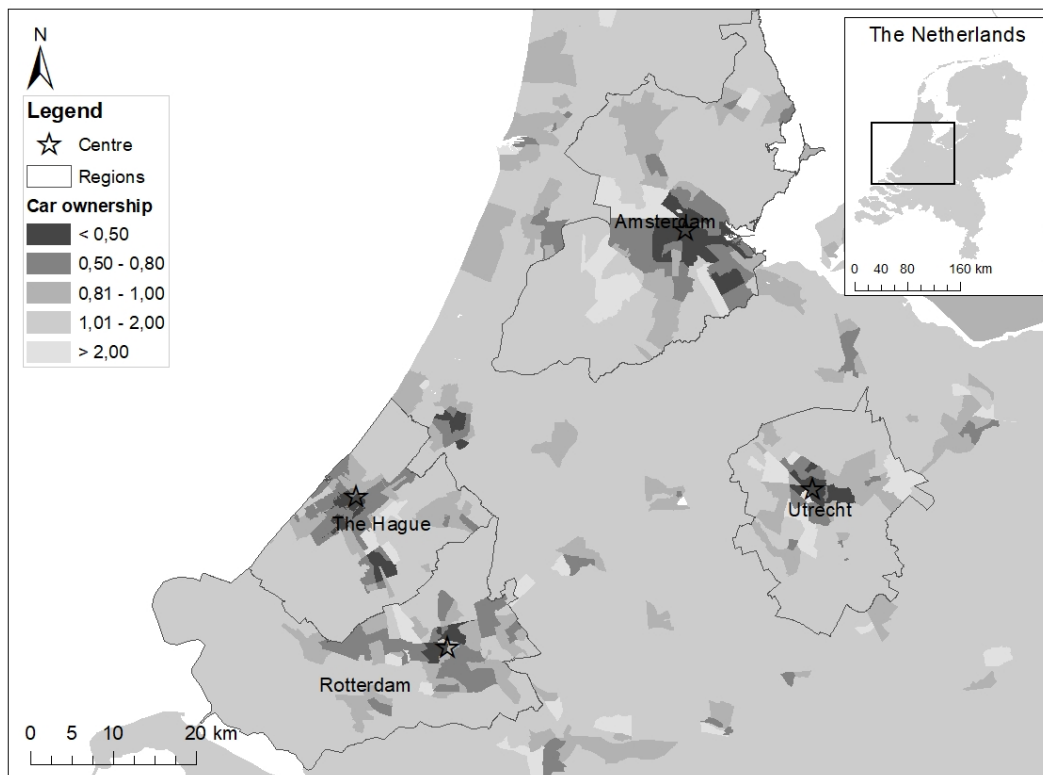 N
Legend
Centre
Regions
Car ownership
< 0,50
0,50 - 0,80
0,81 - 1,00
1,01 - 2,00
> 2,00
The Netherlands
0 40 80 160 km
Amsterdam
Utrecht
The Hague
Rotterdam
0 5 10 20 km